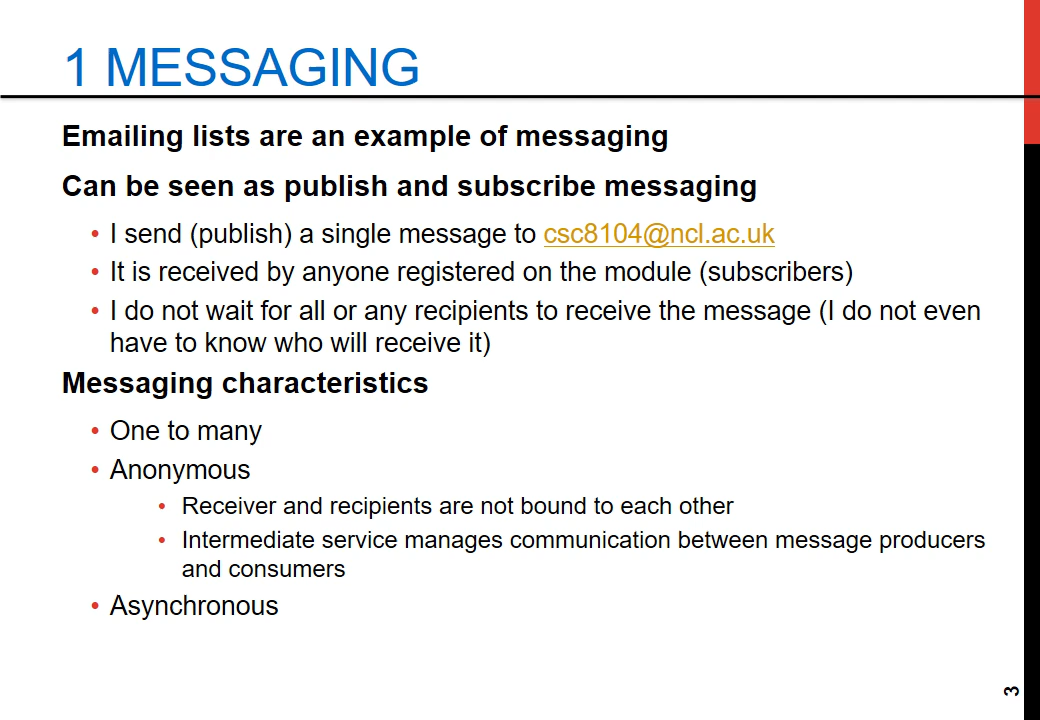 1 MESSAGING
Emailing lists are an example of messaging
Can be seen as publish and subscribe messaging
• I send (publish) a single message to csc8104@ncl.ac.uk
• It is received by anyone registered on the module (subscribers)
• I do not wait for all or any recipients to receive the message (I do not even
have to know who will receive it)
Messaging characteristics
• One to many
• Anonymous
• Receiver and recipients are not bound to each other
• Intermediate service manages communication between message producers
and consumers
• Asynchronous
3